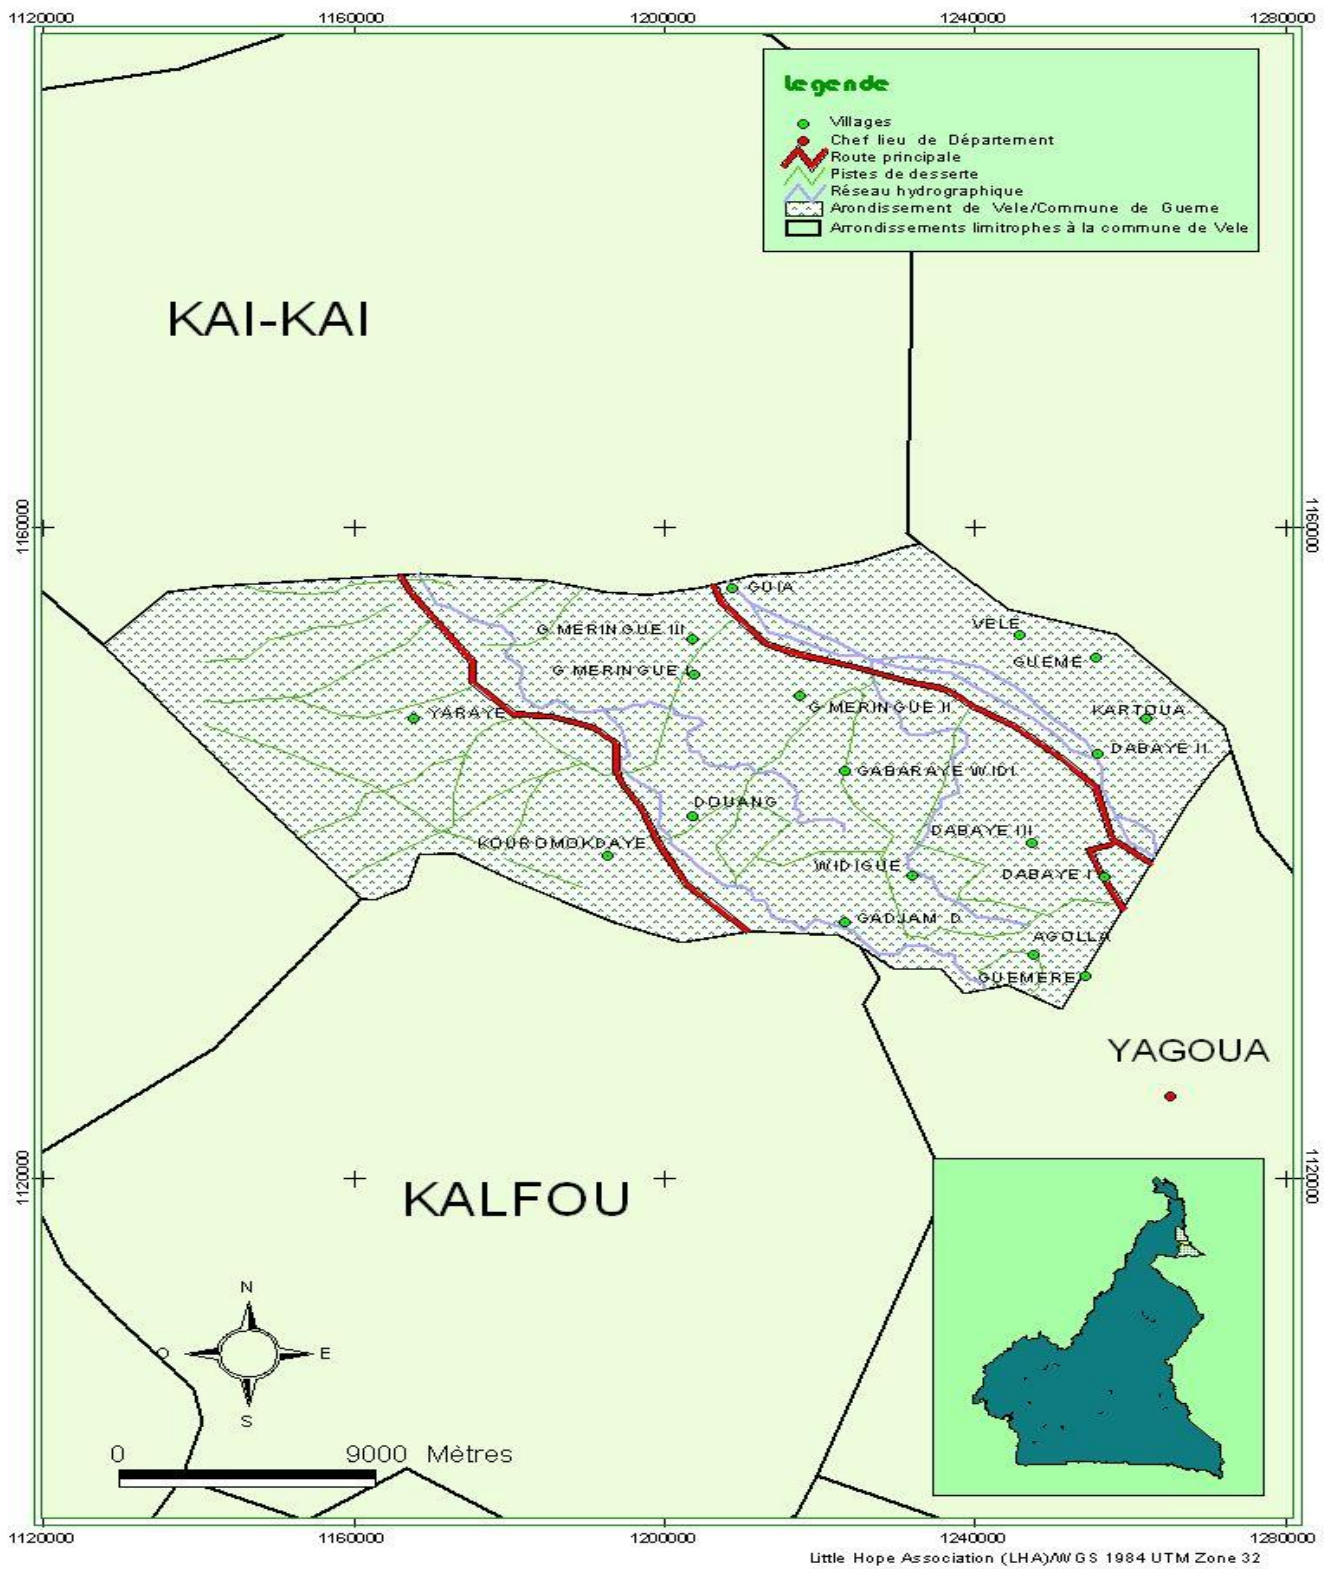 1120000 1160000 1200000 1240000 1280000
Legende
Villages
Chef lieu de Département
Route principale
Pistes de desserte
Réseau hydrographique
Arondissement de Vele/Commune de Gueme
Arrondissements limitrophes à la commune de Vele
KAI-KAI
1160000 1160000
GUIA
VELE
G MERINGUE III
GUEME
G MERINGUE I
G MERINGUE II
KARTOUA
YARAYE
DABAYE II
GABARAYE WIDI
DOUANG
DABAYE III
KOUROMOKDAYE
WIDIGUE
DABAYE I
GADJAM D
AGOLLA
GUEMERE
YAGOUA
1120000 1120000
KALFOU
N
O E
S
0 9000 Mètres
1120000 1160000 1200000 1240000 1280000
Little Hope Association (LHA)/WGS 1984 UTM Zone 32